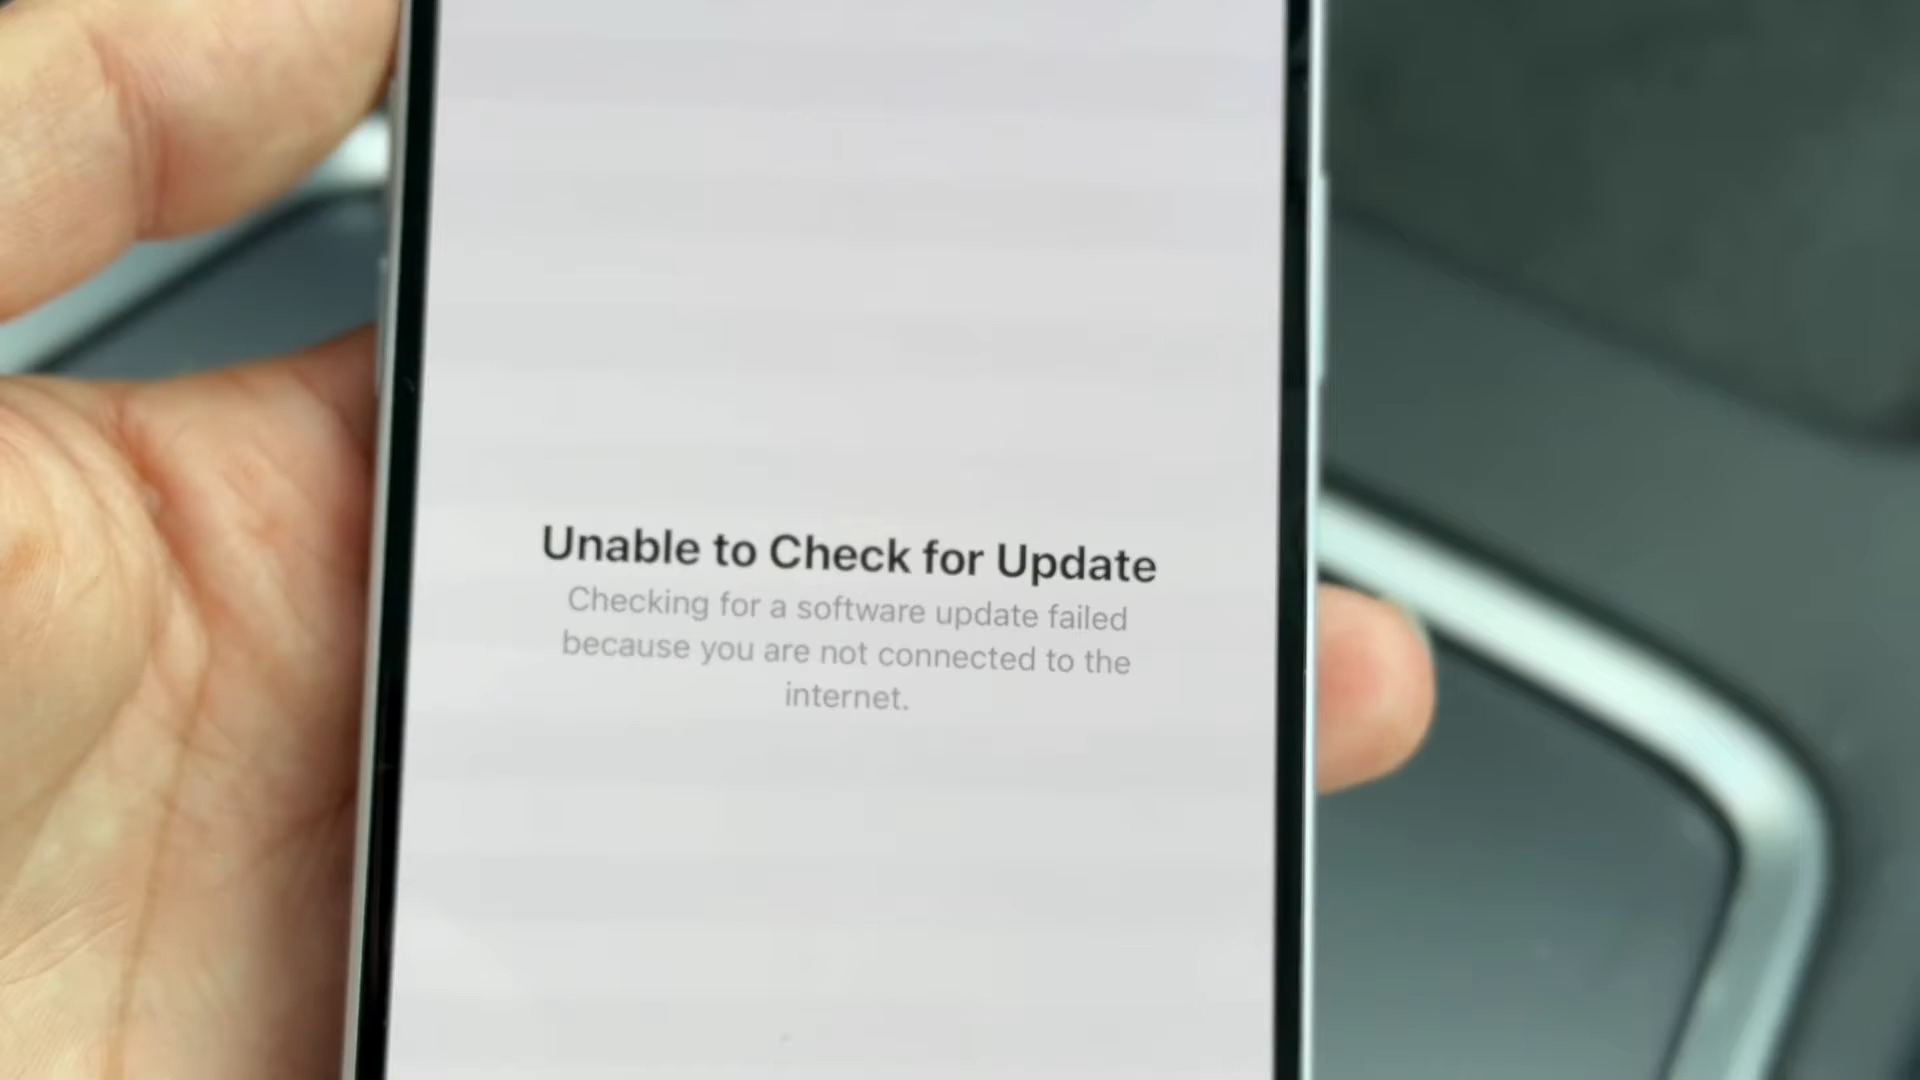 Unable to Check for Update
Checking for a software update failed
because you are not connected to the
internet.